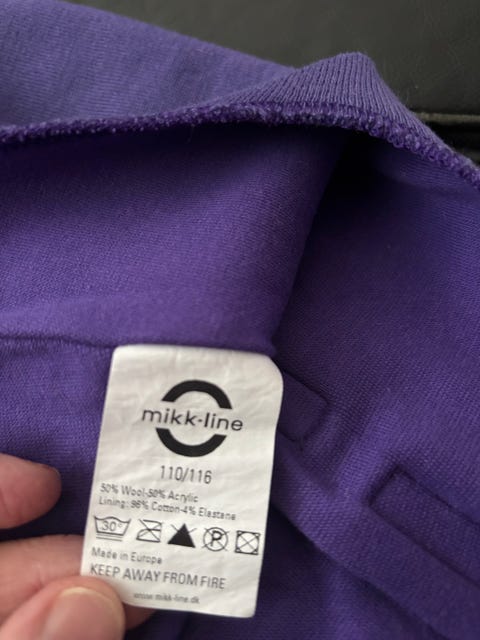 mikk-line
110/116
50% Wool-50% Acrylic
Lining: 96% Cotton-4% Elastane
30°
P
Made in Europe
KEEP AWAY FROM FIRE
www.mikk-line.dk